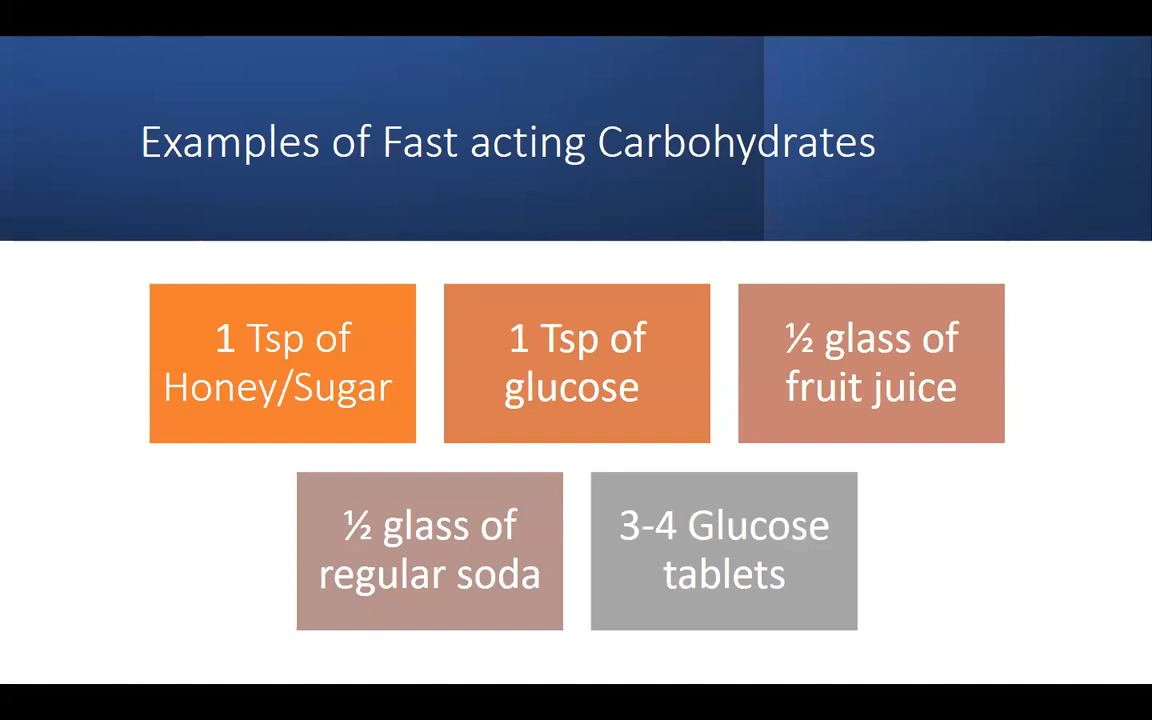 Examples of Fast acting Carbohydrates
1 Tsp of
Honey/Sugar
1 Tsp of
glucose
½ glass of
fruit juice
½ glass of
regular soda
3-4 Glucose
tablets